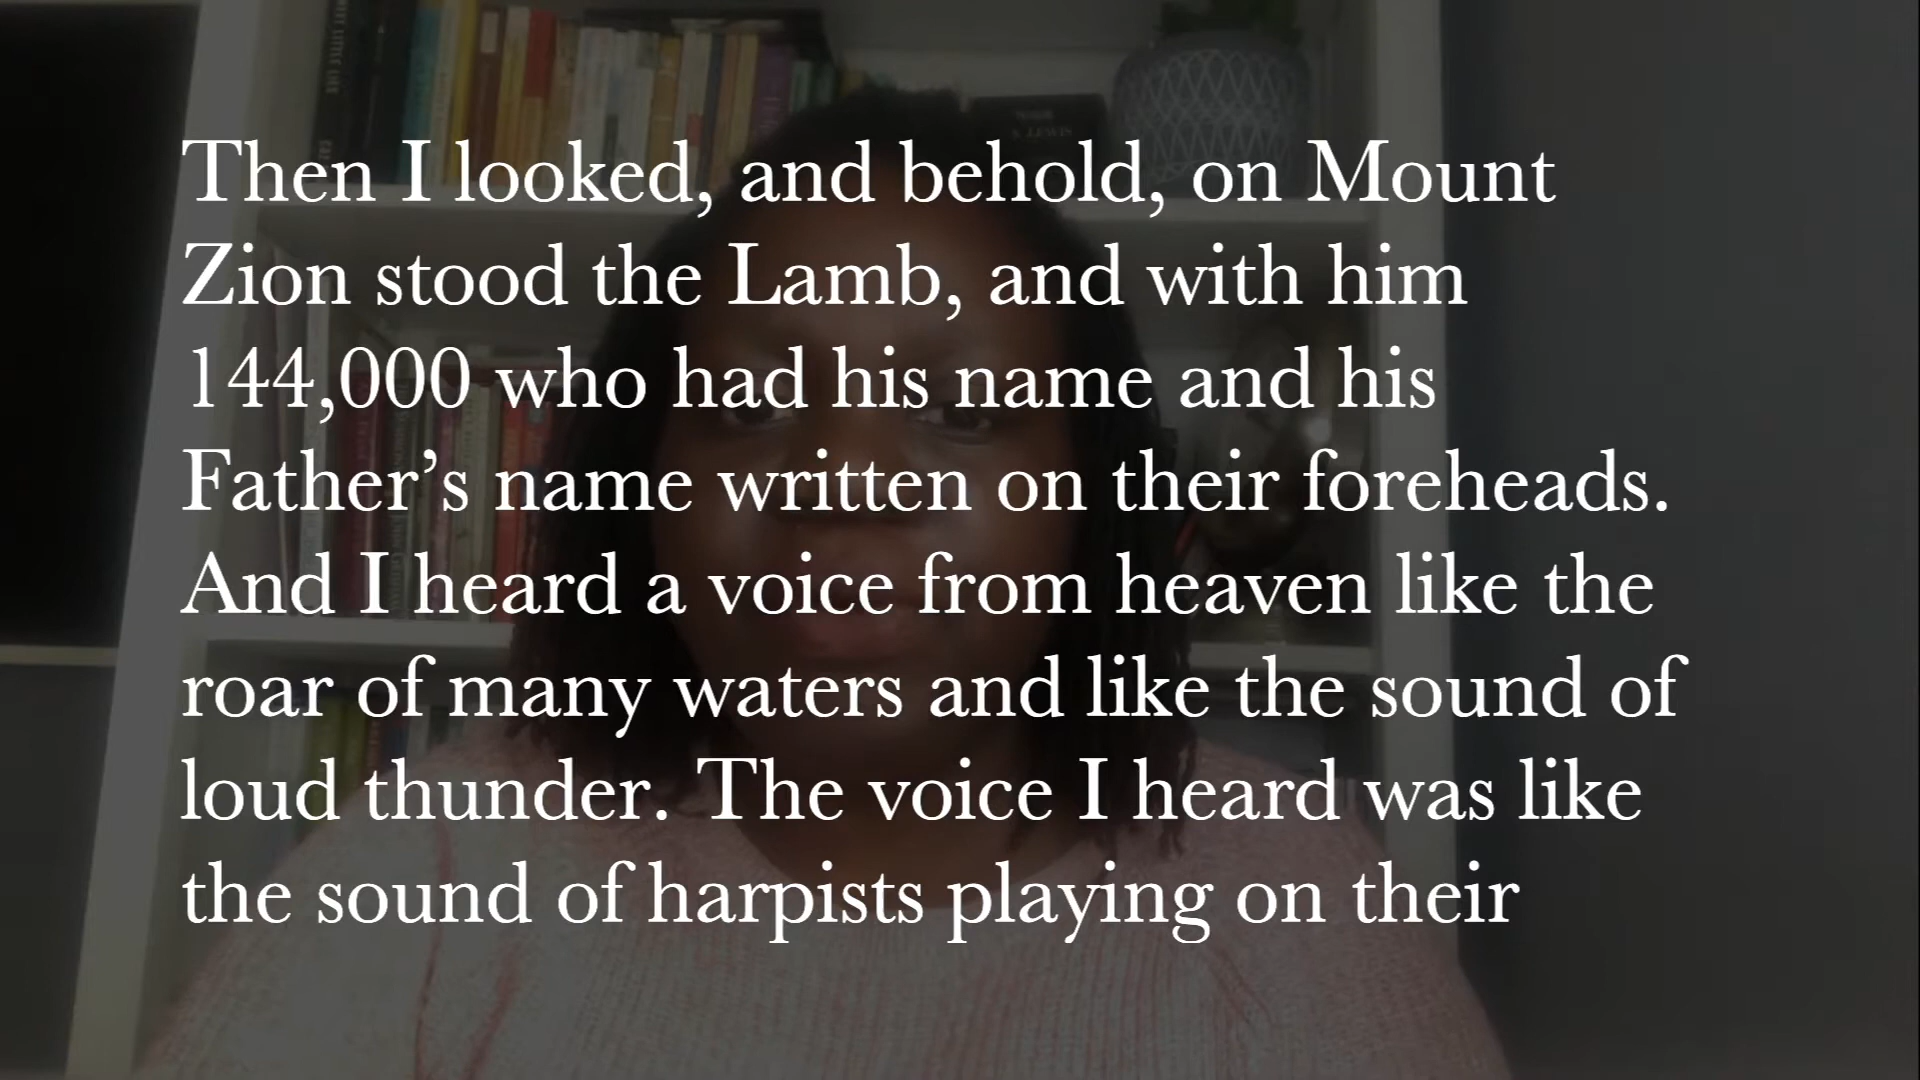 Then I looked, and behold, on Mount
Zion stood the Lamb, and with him
144,000 who had his name and his
Father’s name written on their foreheads.
And I heard a voice from heaven like the
roar of many waters and like the sound of
loud thunder. The voice I heard was like
the sound of harpists playing on their